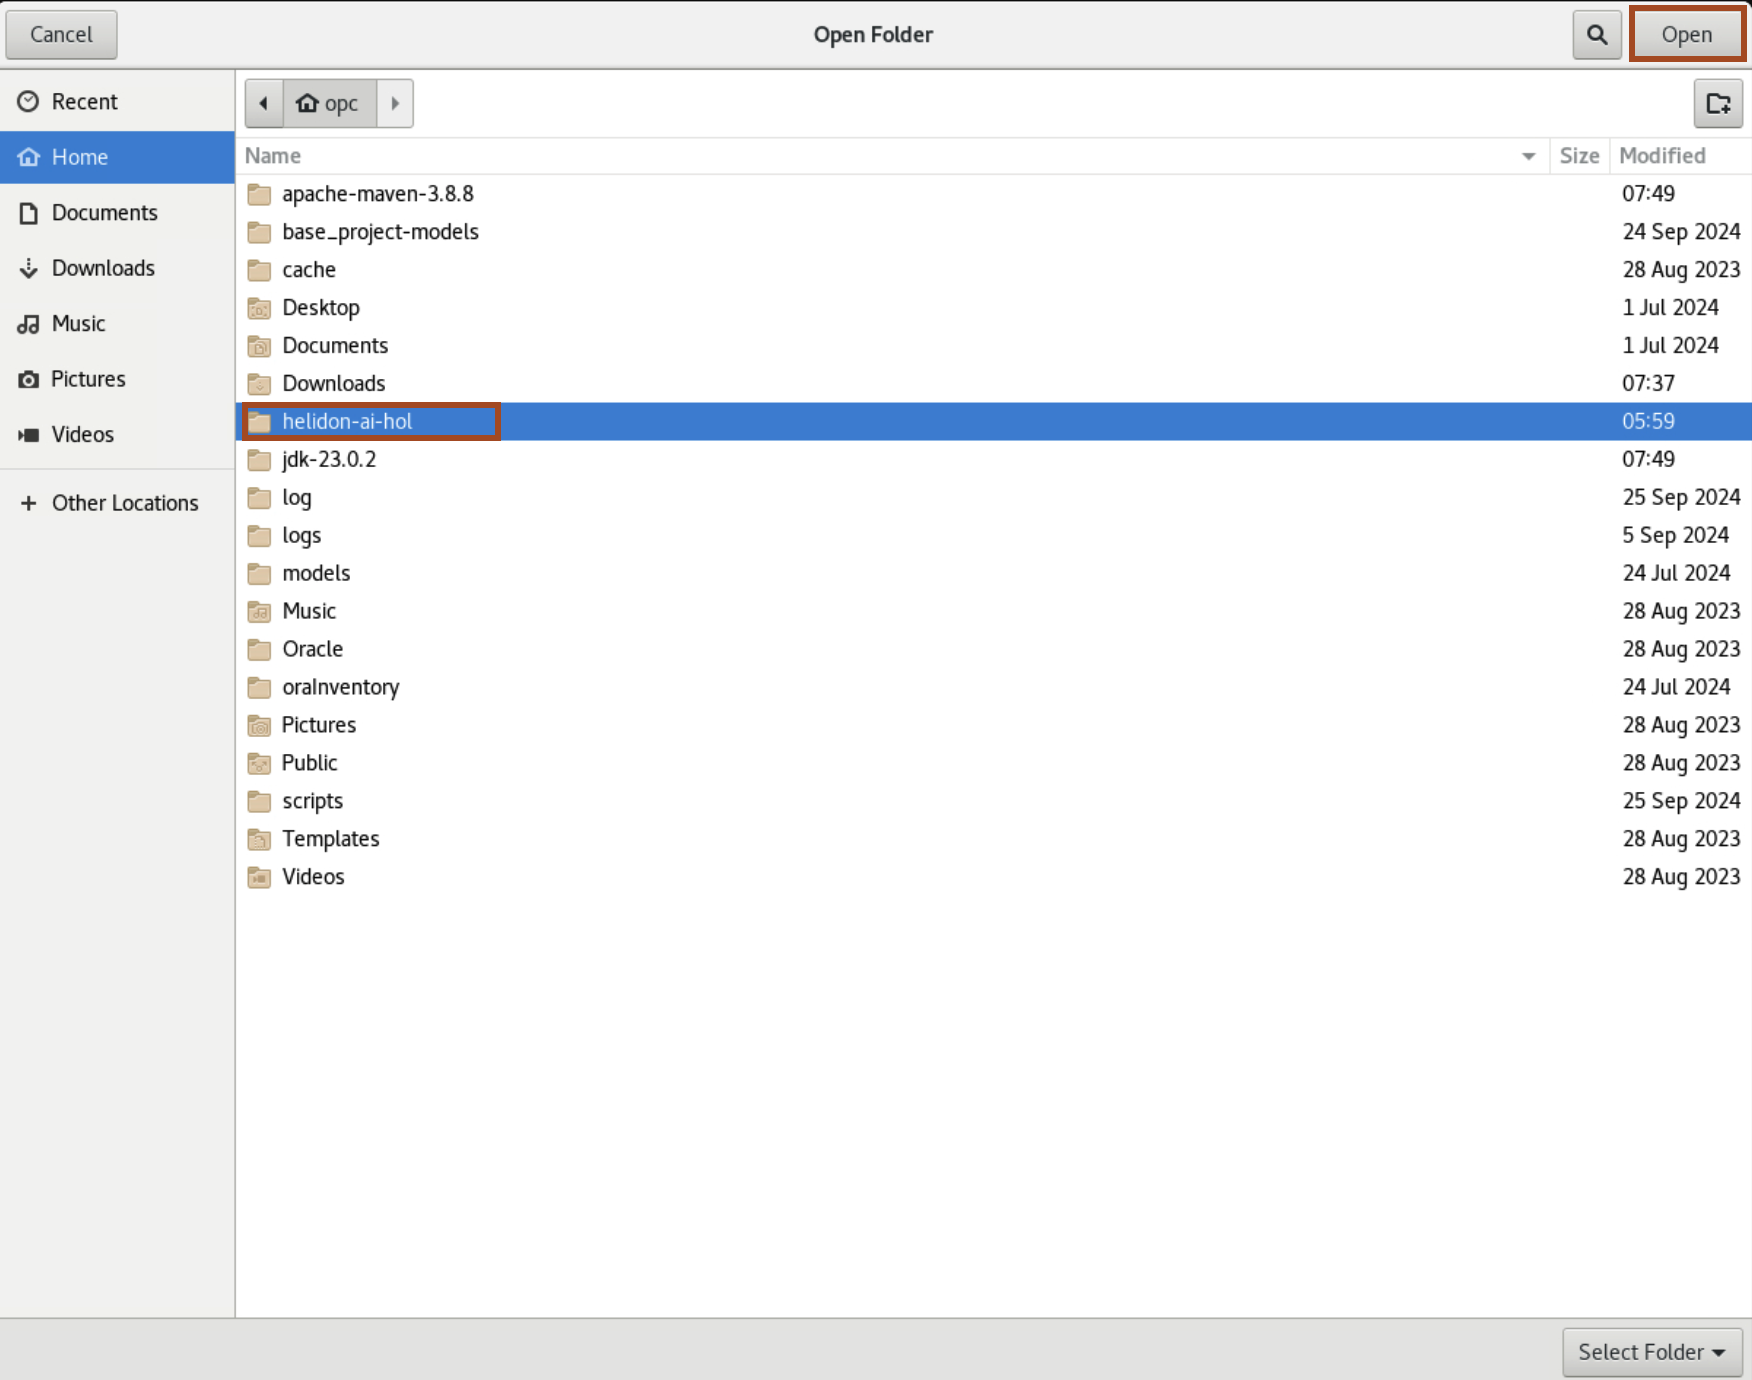 Cancel Open Folder Open
Recent
Home
Documents
Downloads
Music
Pictures
Videos
Other Locations
opc
Name Size Modified
apache-maven-3.8.8 07:49
base_project-models 24 Sep 2024
cache 28 Aug 2023
Desktop 1 Jul 2024
Documents 1 Jul 2024
Downloads 07:37
helidon-ai-hol 05:59
jdk-23.0.2 07:49
log 25 Sep 2024
logs 5 Sep 2024
models 24 Jul 2024
Music 28 Aug 2023
Oracle 28 Aug 2023
oraInventory 24 Jul 2024
Pictures 28 Aug 2023
Public 28 Aug 2023
scripts 25 Sep 2024
Templates 28 Aug 2023
Videos 28 Aug 2023
Select Folder